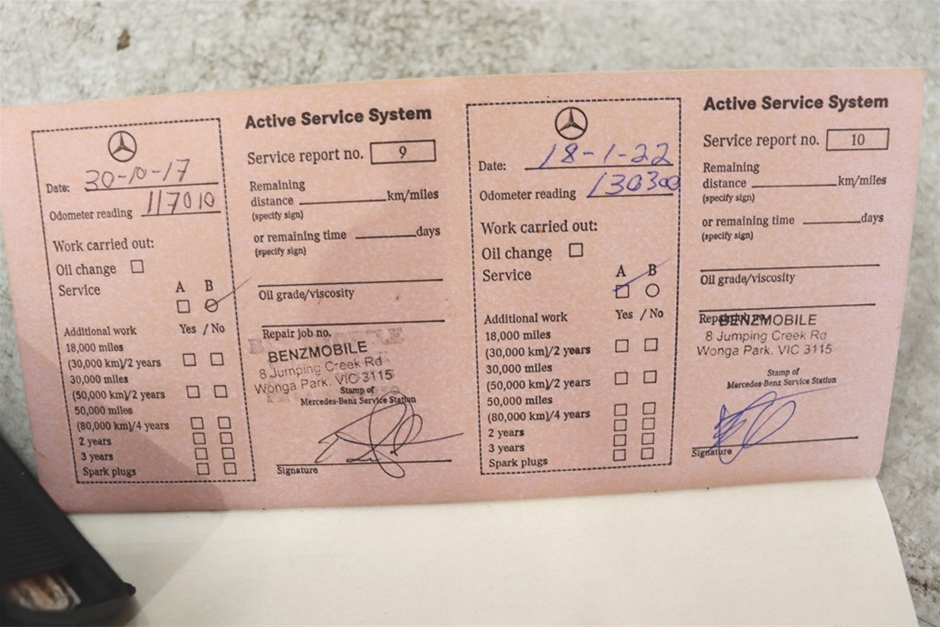 Active Service System
Service report no. 9
Date: 30-10-17
Odometer reading 117010
Remaining
distance km/miles
(specify sign)
or remaining time days
(specify sign)
Work carried out:
Oil change
Service A B
Oil grade/viscosity
Additional work Yes / No
18,000 miles
(30,000 km)/2 years
30,000 miles
(50,000 km)/2 years
50,000 miles
(80,000 km)/4 years
2 years
3 years
Spark plugs
Repair job no.
BENZMOBILE
8 Jumping Creek Rd
Wonga Park. VIC 3115
Stamp of
Mercedes-Benz Service Station
Signature
Active Service System
Service report no. 10
Date: 18-1-22
Odometer reading 130300
Remaining
distance km/miles
(specify sign)
or remaining time days
(specify sign)
Work carried out:
Oil change
Service A B
Oil grade/viscosity
Additional work Yes / No
18,000 miles
(30,000 km)/2 years
30,000 miles
(50,000 km)/2 years
50,000 miles
(80,000 km)/4 years
2 years
3 years
Spark plugs
BENZMOBILE
8 Jumping Creek Rd
Wonga Park. VIC 3115
Stamp of
Mercedes-Benz Service Station
Signature